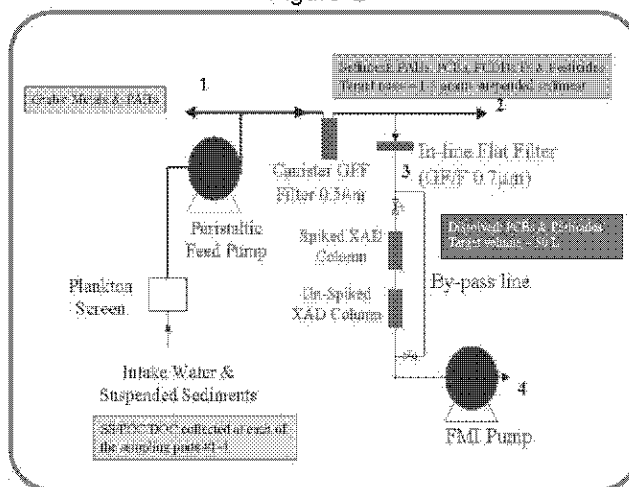 1
Grabs: Metals & PAHs
Sediment: PAHs, PCBs, PCDD/Fs & Pesticides
Target mass ~ 1 gram suspended sediment
2
Canister GFF
Filter 0.5um
In-line Flat Filter
(GF/F 0.7µm)
3
Peristaltic
Feed Pump
Spiked XAD
Column
Dissolved: PCBs & Pesticides
Target volume ~ 50 L
Plankton
Screen
Un-Spiked
XAD Column
By-pass line
Intake Water &
Suspended Sediments
4
SS/POC/DOC collected at each of
the sampling ports #1-4
FMI Pump